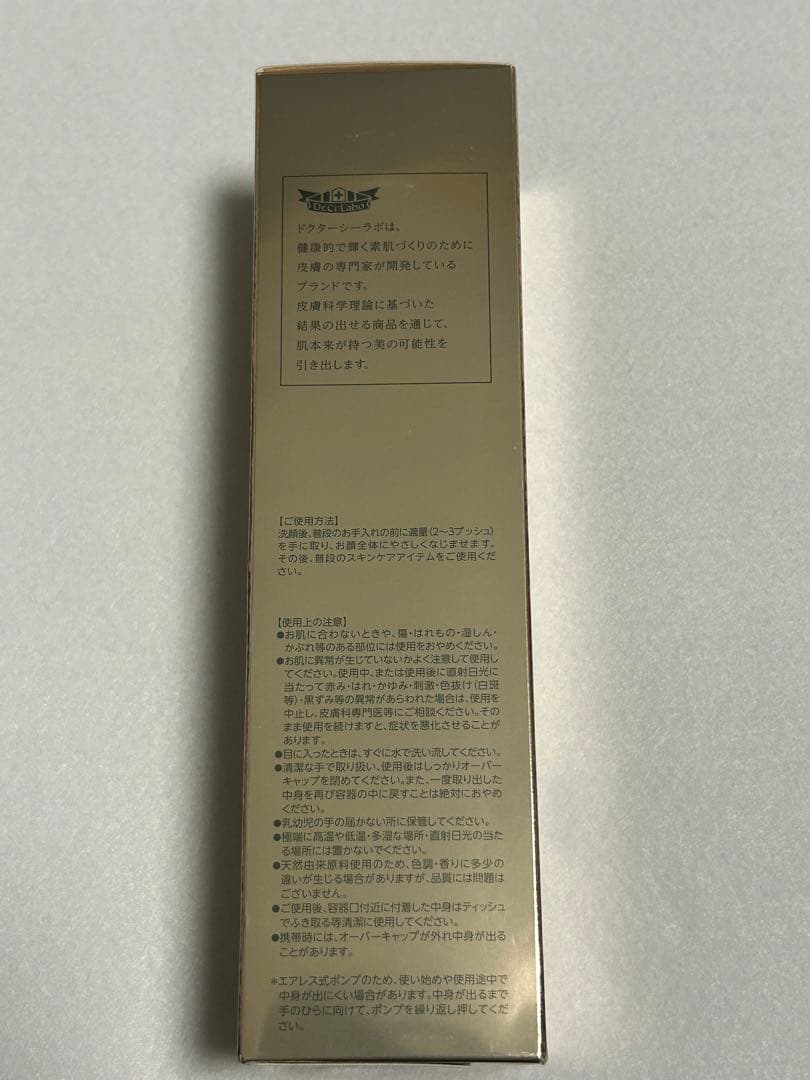 Dr.Ci:Labo
ドクターシーラボは、
健康的で輝く素肌づくりのために
皮膚の専門家が開発している
ブランドです。
皮膚科学理論に基づいた
結果の出せる商品を通じて、
肌本来が持つ美の可能性を
引き出します。
【ご使用方法】
洗顔後、普段のお手入れの前に適量(2〜3プッシュ)
を手に取り、お顔全体にやさしくなじませます。
その後、普段のスキンケアアイテムをご使用くだ
さい。
【使用上の注意】
●お肌に合わないときや、傷・はれもの・湿しん・
かぶれ等のある部位には使用をおやめください。
●お肌に異常が生じていないかよく注意して使用し
てください。使用中、または使用後に直射日光に
当たって赤み・はれ・かゆみ・刺激・色抜け(白斑
等)・黒ずみ等の異常があらわれた場合は、使用を
中止し、皮膚科専門医等にご相談ください。その
まま使用を続けますと、症状を悪化させることが
あります。
●目に入ったときは、すぐに水で洗い流してください。
●清潔な手で取り扱い、使用後はしっかりオーバー
キャップを閉めてください。また、一度取り出した
中身を再び容器の中に戻すことは絶対におやめ
ください。
●乳幼児の手の届かない所に保管してください。
●極端に高温や低温・多湿な場所・直射日光の当た
る場所には置かないでください。
●天然由来原料使用のため、色調・香りに多少の
違いが生じる場合がありますが、品質には問題は
ございません。
●ご使用後、容器口付近に付着した中身はティッシュ
でふき取る等清潔に使用してください。
●携帯時には、オーバーキャップが外れ中身が出る
ことがあります。
*エアレス式ポンプのため、使い始めや使用途中で
中身が出にくい場合があります。中身が出るまで
手のひらに向けて、ポンプを繰り返し押してくだ
さい。